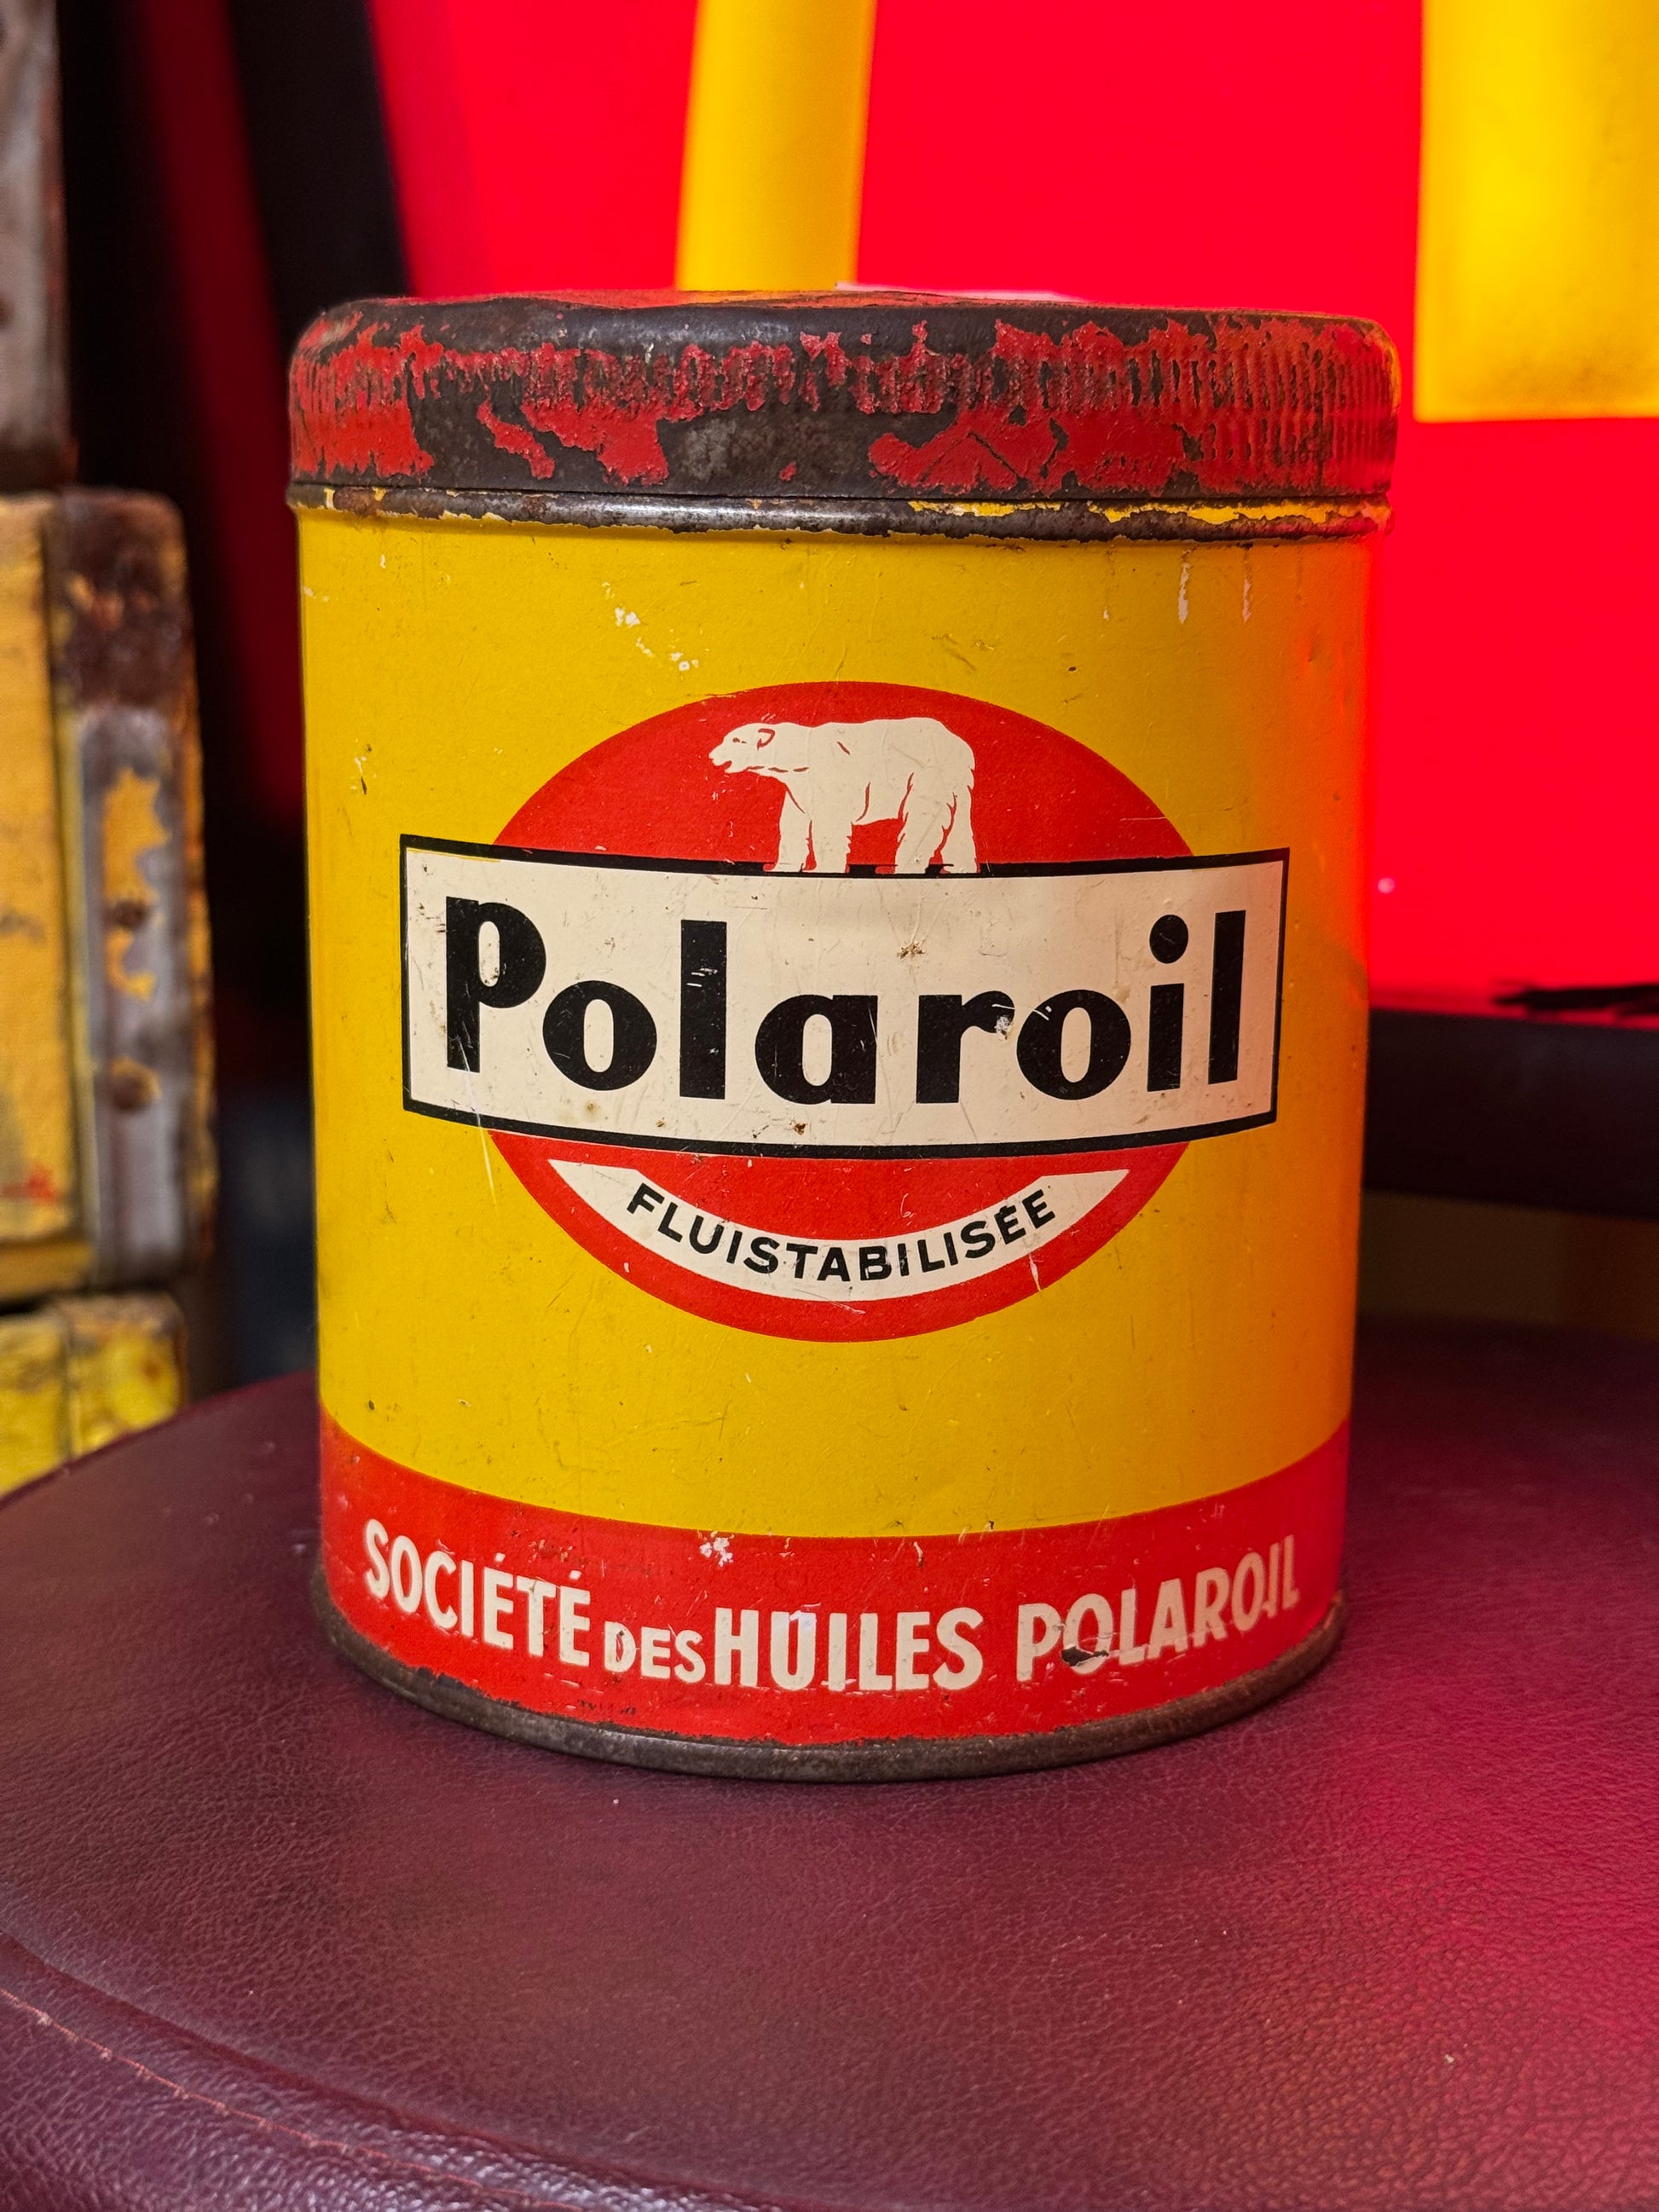 Polaroil
FLUISTABILISÉE
SOCIÉTÉ DES HUILES POLAROIL